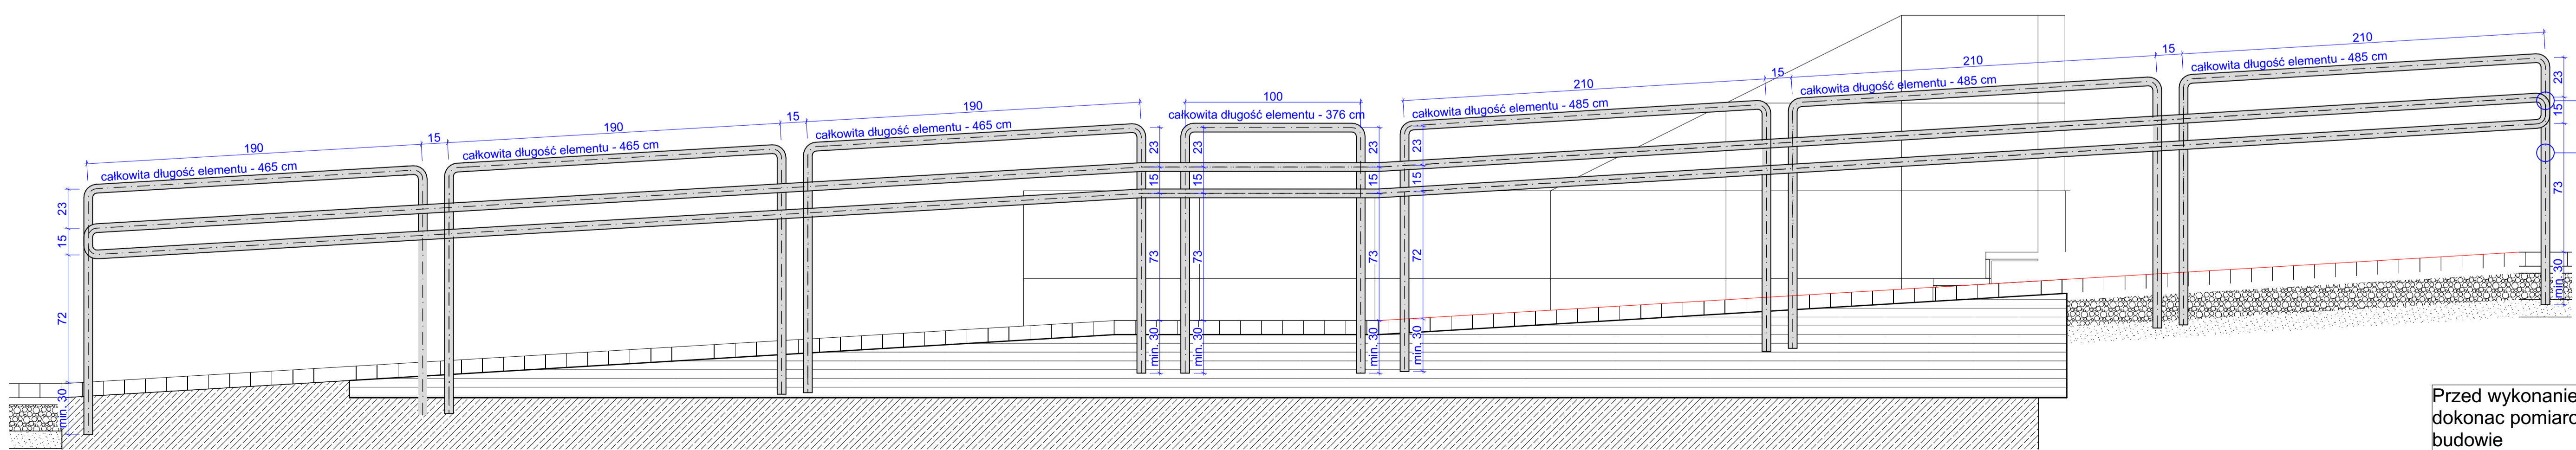 190
całkowita długość elementu - 465 cm
15
190
całkowita długość elementu - 465 cm
15
190
całkowita długość elementu - 465 cm
100
całkowita długość elementu - 376 cm
210
całkowita długość elementu - 485 cm
15
210
całkowita długość elementu - 485 cm
15
210
całkowita długość elementu - 485 cm
23
15
72
min. 30
23
15
73
min. 30
23
15
73
min. 30
23
15
73
min. 30
23
15
72
min. 30
23
15
73
min. 30
Przed wykonanie
dokonac pomiaro
budowie